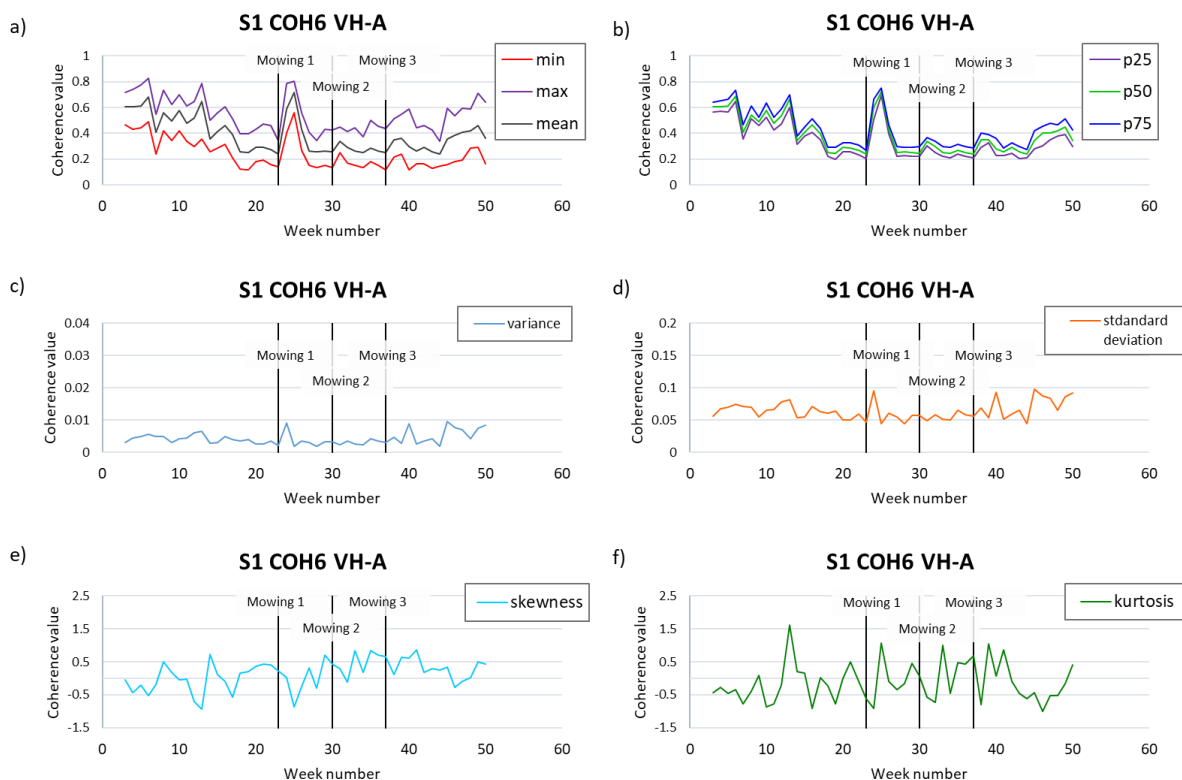 a)
S1 COH6 VH-A
Coherence value
1
0.8
0.6
0.4
0.2
0
0 10 20 30 40 50 60
Week number
Mowing 1
Mowing 2
Mowing 3
min
max
mean
b)
S1 COH6 VH-A
Coherence value
1
0.8
0.6
0.4
0.2
0
0 10 20 30 40 50 60
Week number
Mowing 1
Mowing 2
Mowing 3
p25
p50
p75
c)
S1 COH6 VH-A
Coherence value
0.04
0.03
0.02
0.01
0
0 10 20 30 40 50 60
Week number
Mowing 1
Mowing 2
Mowing 3
variance
d)
S1 COH6 VH-A
Coherence value
0.2
0.15
0.1
0.05
0
0 10 20 30 40 50 60
Week number
Mowing 1
Mowing 2
Mowing 3
stdandard
deviation
e)
S1 COH6 VH-A
Coherence value
2.5
1.5
0.5
-0.5
-1.5
0 10 20 30 40 50 60
Week number
Mowing 1
Mowing 2
Mowing 3
skewness
f)
S1 COH6 VH-A
Coherence value
2.5
1.5
0.5
-0.5
-1.5
0 10 20 30 40 50 60
Week number
Mowing 1
Mowing 2
Mowing 3
kurtosis